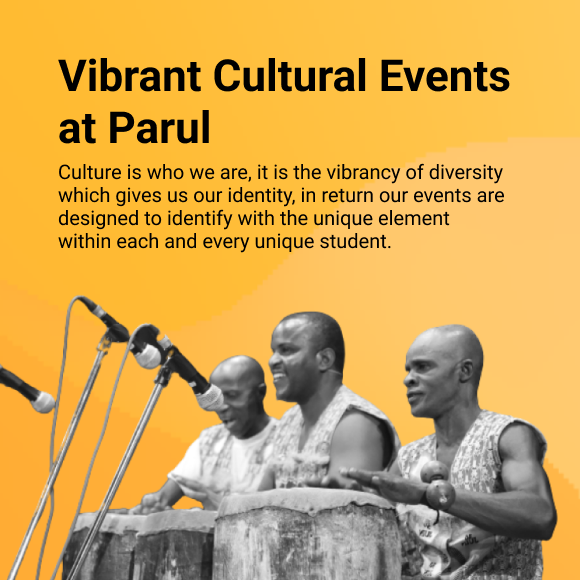 Vibrant Cultural Events
at Parul
Culture is who we are, it is the vibrancy of diversity
which gives us our identity, in return our events are
designed to identify with the unique element
within each and every unique student.